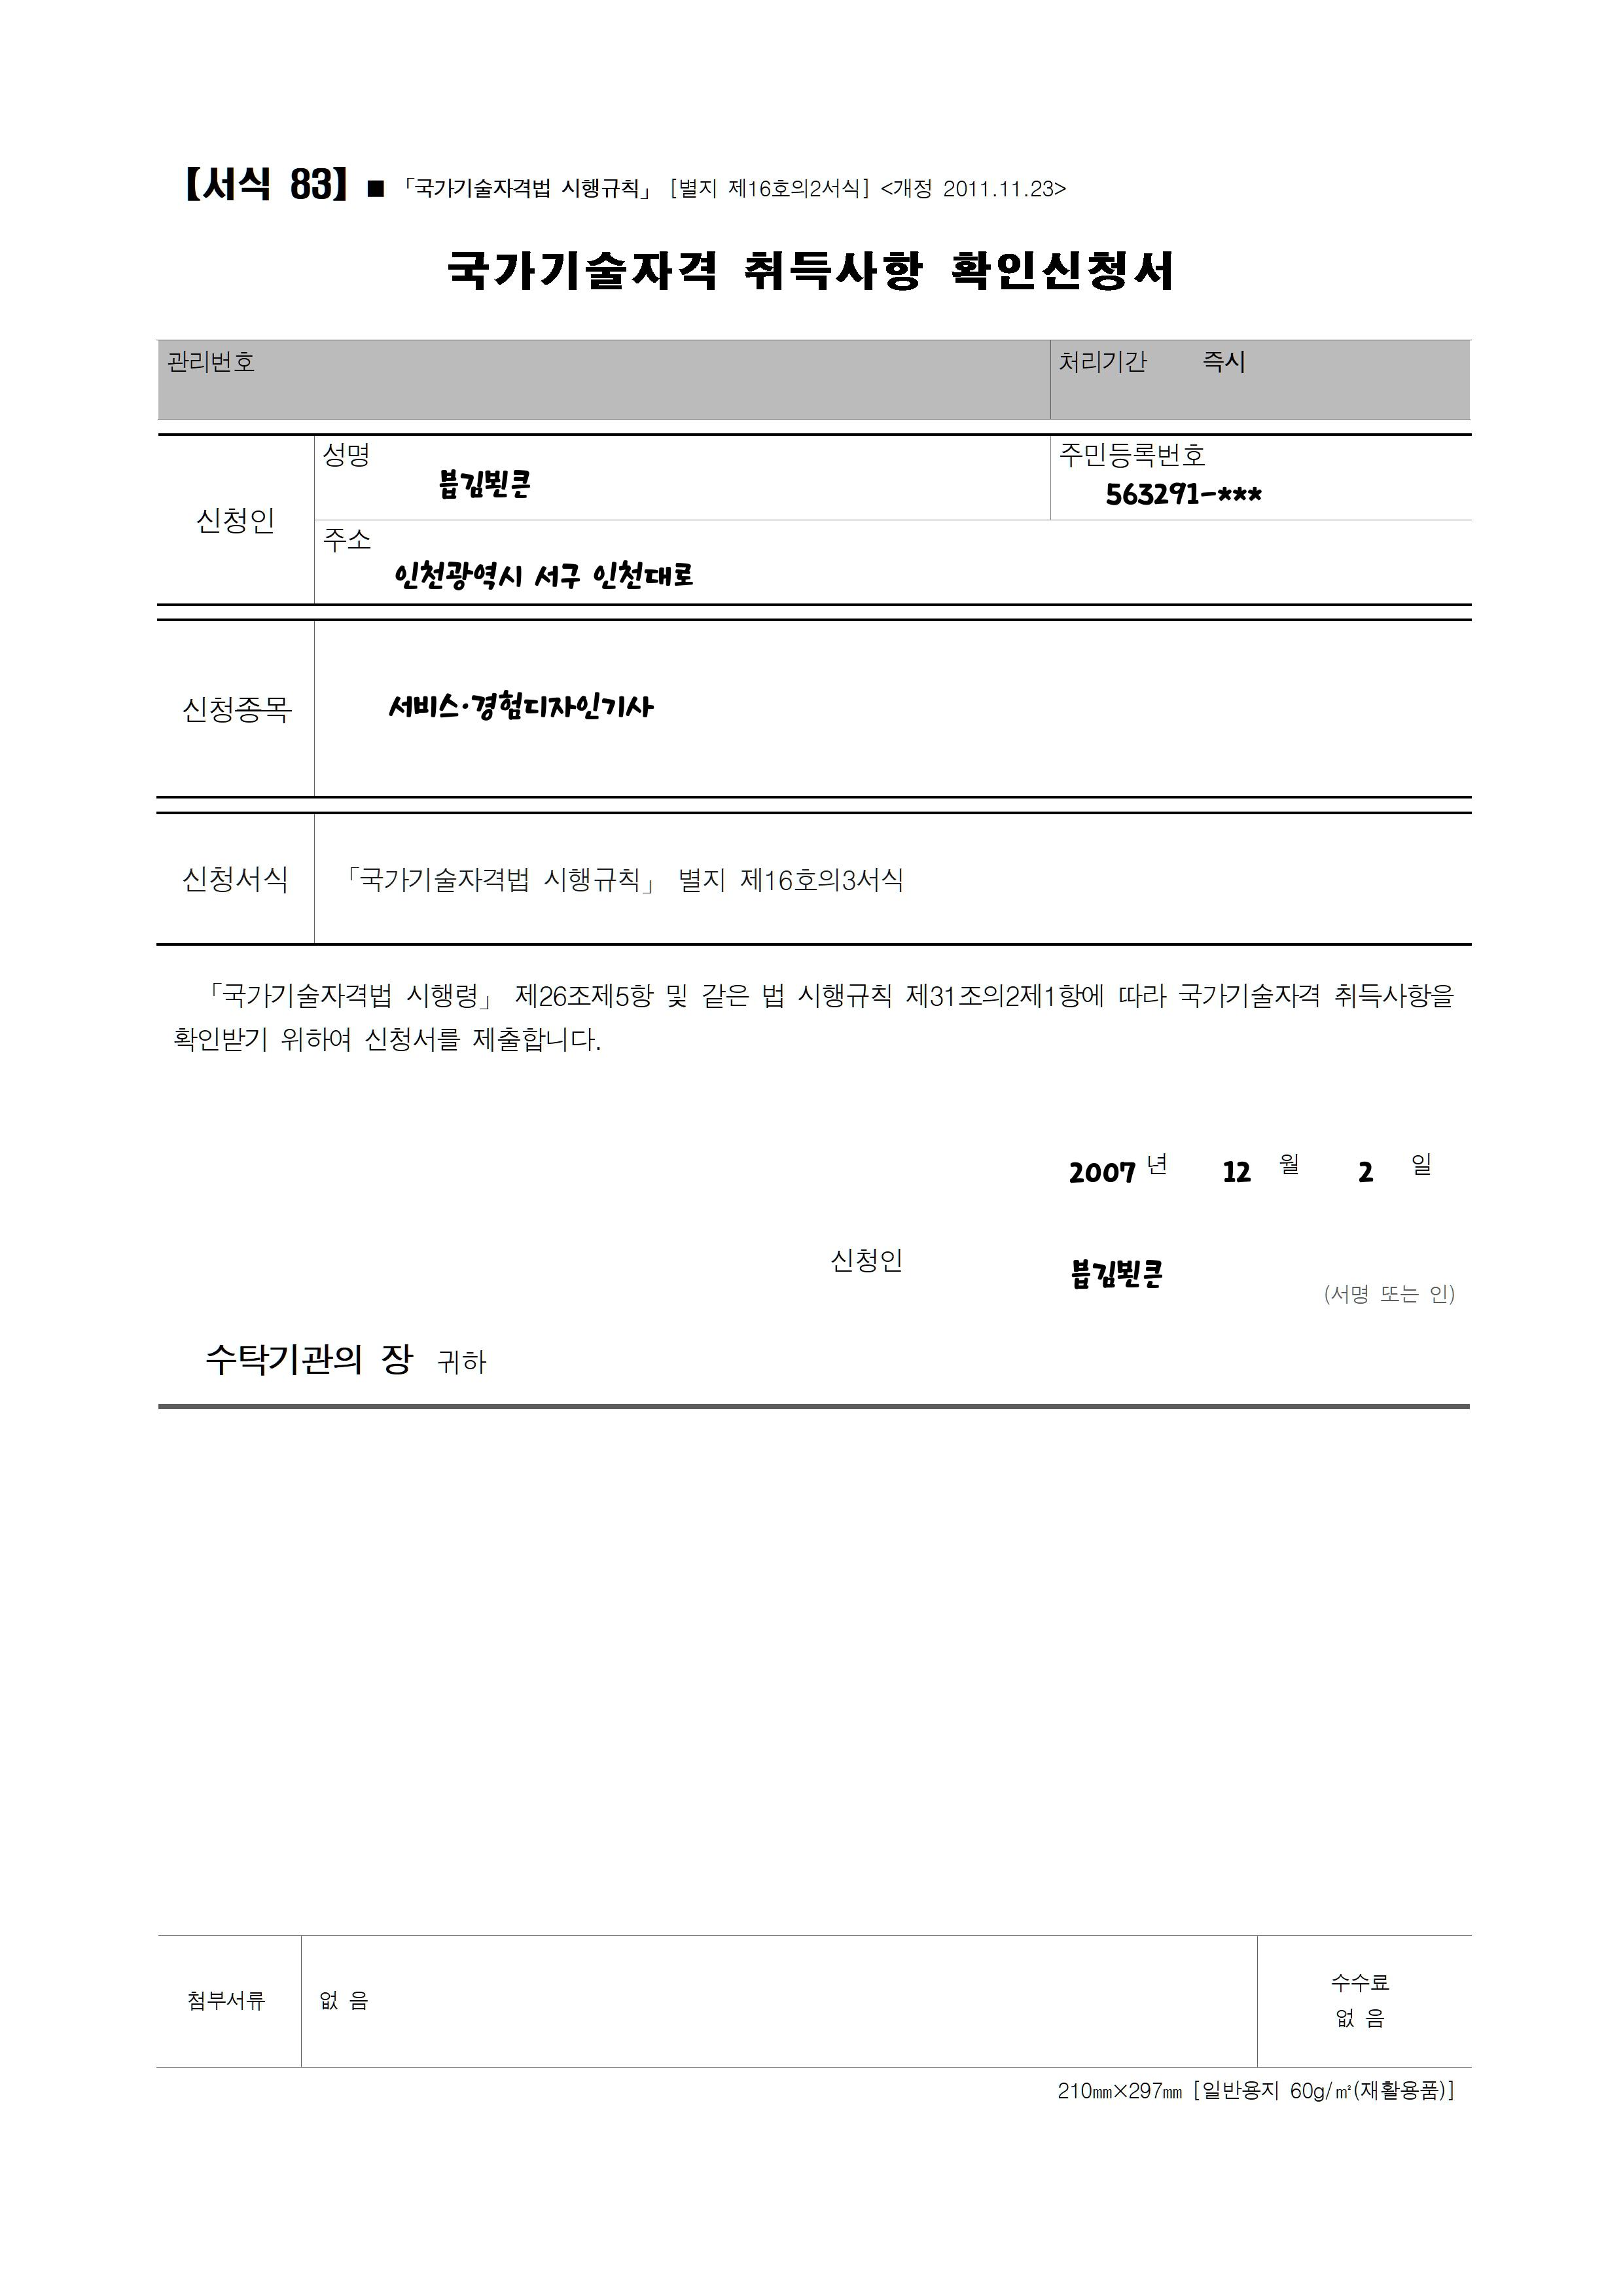 【서식 83】 ■ 「국가기술자격법 시행규칙」 [별지 제16호의2서식] <개정 2011.11.23>
국가기술자격 취득사항 확인신청서
관리번호 처리기간 즉시
성명 주민등록번호
563291-***
신청인
주소
인천광역시 서구 인천대로
신청종목 서비스·경험디자인기사
신청서식 「국가기술자격법 시행규칙」 별지 제16호의3서식
「국가기술자격법 시행령」 제26조제5항 및 같은 법 시행규칙 제31조의2제1항에 따라 국가기술자격 취득사항을
확인받기 위하여 신청서를 제출합니다.
2007 년 12 월 2 일
신청인
(서명 또는 인)
수탁기관의 장 귀하
첨부서류 없 음 수수료
없 음
210㎜×297㎜ [일반용지 60g/㎡(재활용품)]